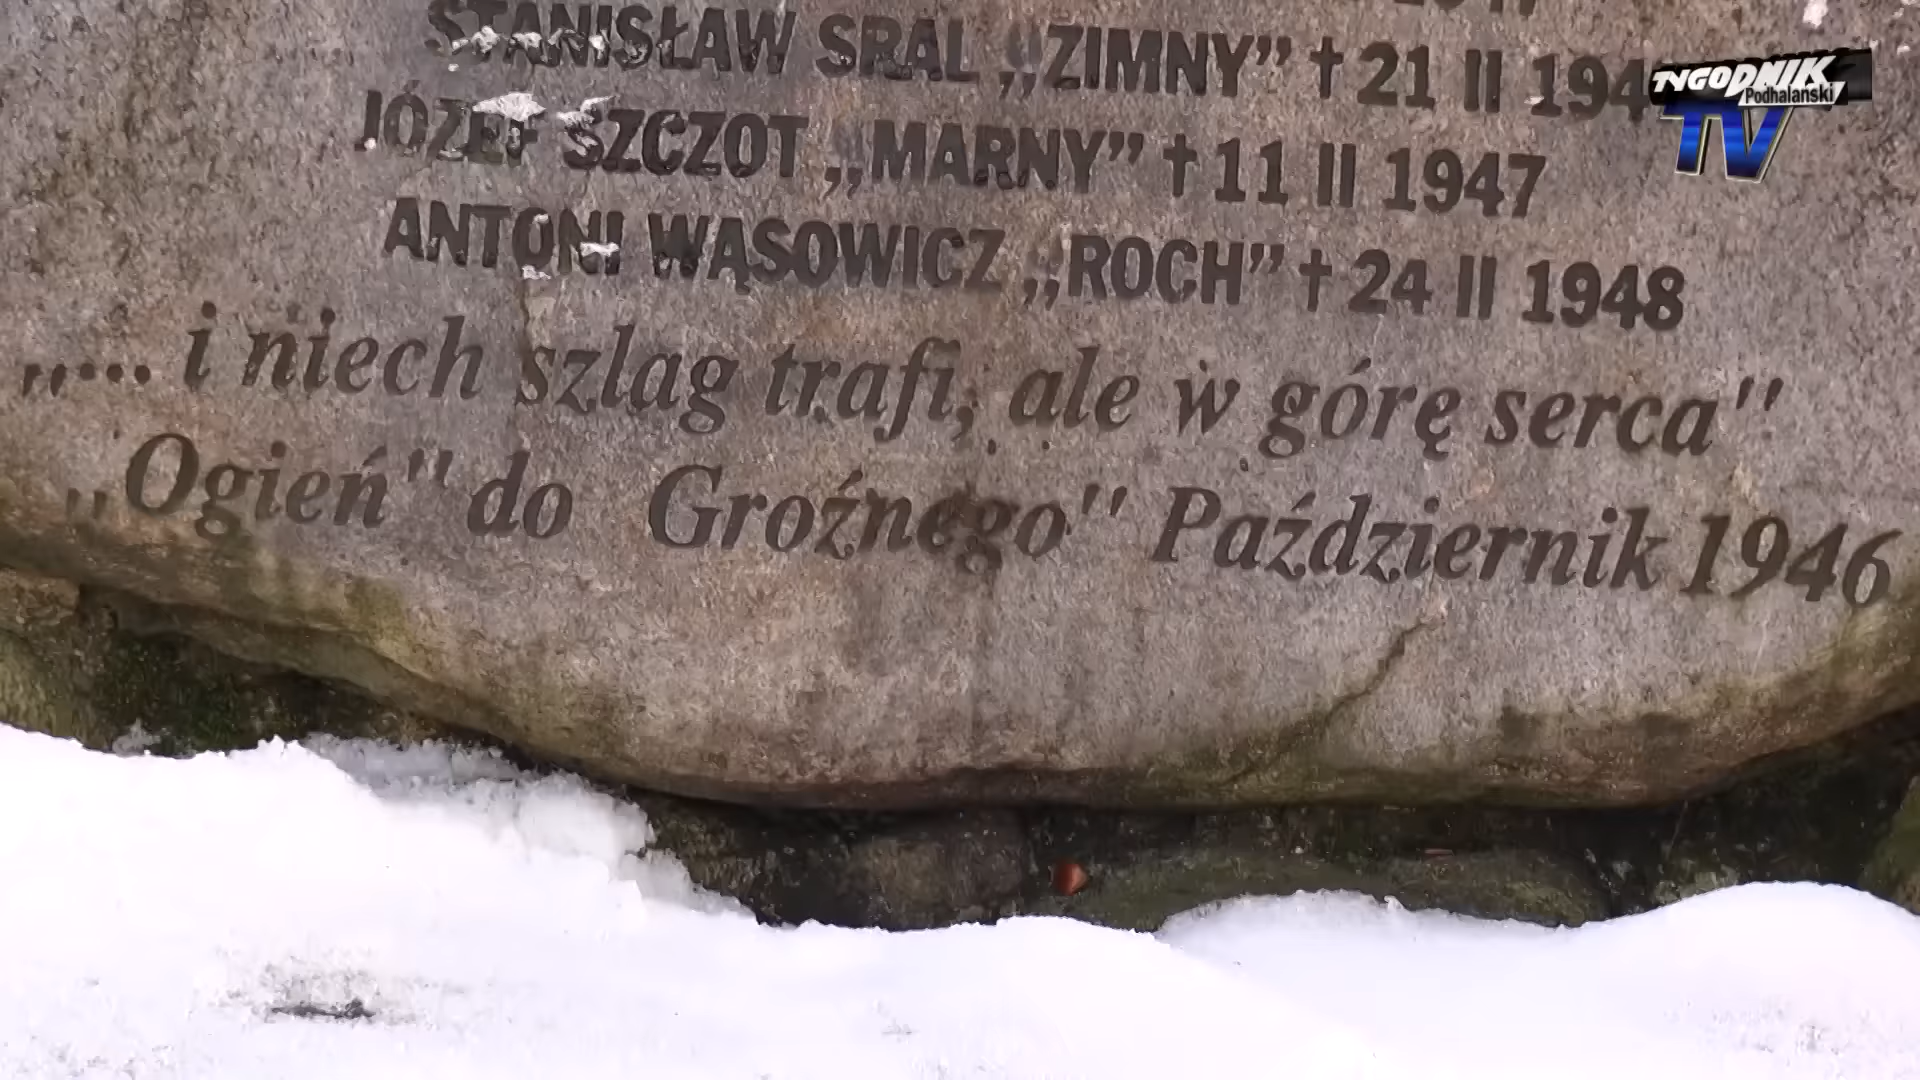 STANISŁAW SRAL „ZIMNY” † 21 II 194
JÓZEF SZCZOT „MARNY” † 11 II 1947
ANTONI WĄSOWICZ „ROCH” † 24 II 1948
„... i niech szlag trafi, ale w górę serca"
„Ogień" do Groźnego" Październik 1946
TYGODNIK
Podhalański
TV